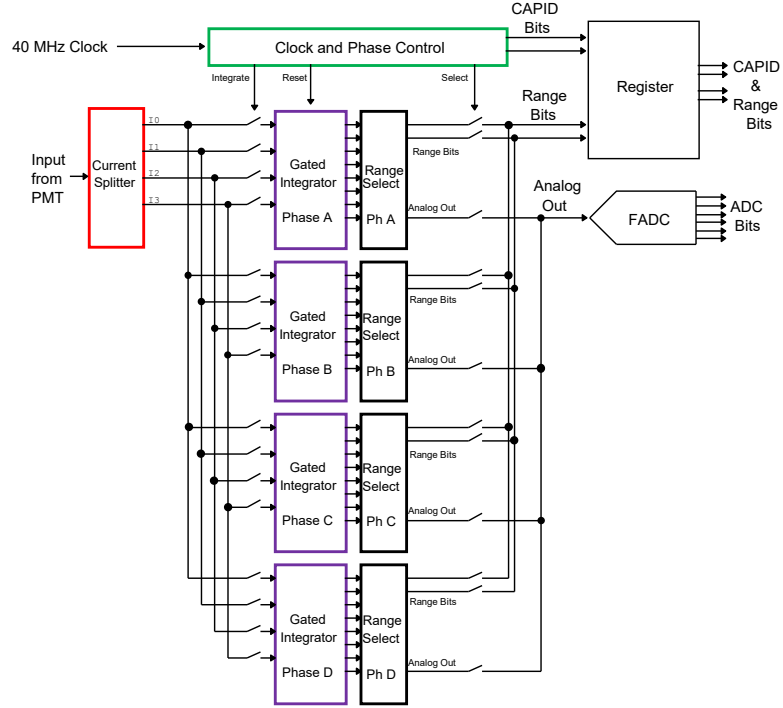 CAPID
Bits
40 MHz Clock
Clock and Phase Control
Integrate
Reset
Select
Register
CAPID
&
Range
Bits
Range
Bits
I0
I1
I2
I3
Input
from
PMT
Current
Splitter
Gated
Integrator
Phase A
Range
Select
Ph A
Range Bits
Analog Out
Analog
Out
FADC
ADC
Bits
Gated
Integrator
Phase B
Range
Select
Ph B
Range Bits
Analog Out
Gated
Integrator
Phase C
Range
Select
Ph C
Range Bits
Analog Out
Gated
Integrator
Phase D
Range
Select
Ph D
Range Bits
Analog Out